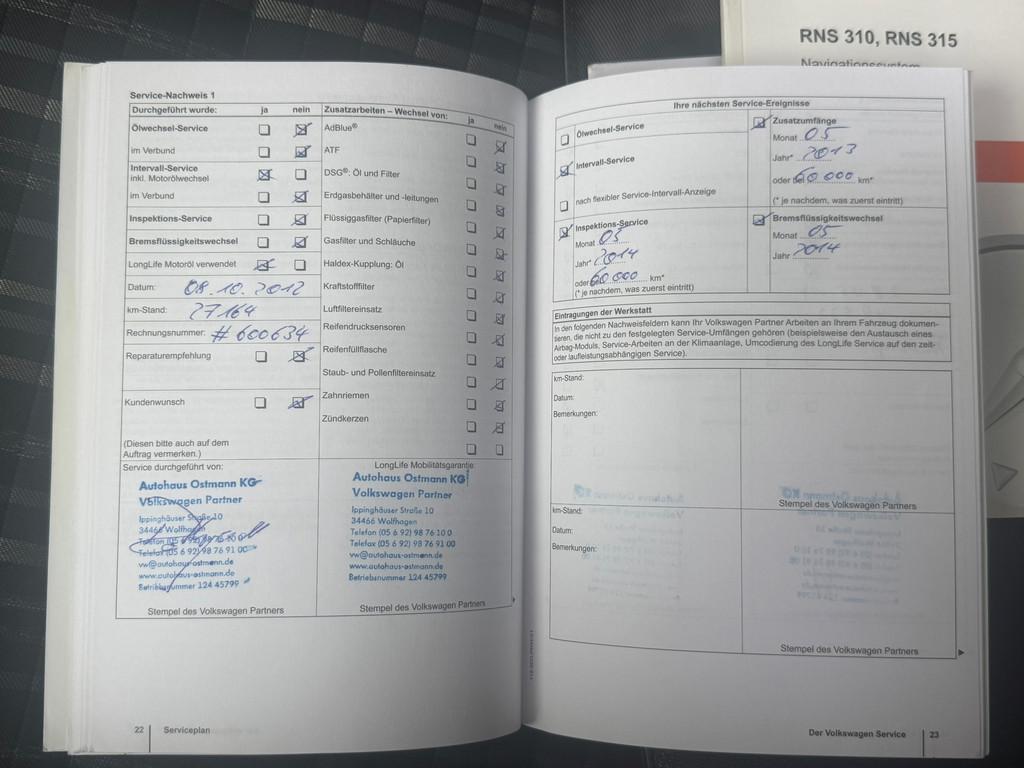 RNS 310, RNS 315
Navigationssystem
Service-Nachweis 1
Durchgeführt wurde: ja nein
Ölwechsel-Service
im Verbund
Intervall-Service
inkl. Motorölwechsel
im Verbund
Inspektions-Service
Bremsflüssigkeitswechsel
LongLife Motoröl verwendet
Datum: 08.10.2012
km-Stand: 27164
Rechnungsnummer: #600634
Reparaturempfehlung
Kundenwunsch
(Diesen bitte auch auf dem
Auftrag vermerken.)
Zusatzarbeiten – Wechsel von: ja nein
AdBlue®
ATF
DSG®: Öl und Filter
Erdgasbehälter und -leitungen
Flüssiggasfilter (Papierfilter)
Gasfilter und Schläuche
Haldex-Kupplung: Öl
Kraftstofffilter
Luftfiltereinsatz
Reifendrucksensoren
Reifenfüllflasche
Staub- und Pollenfiltereinsatz
Zahnriemen
Zündkerzen
Service durchgeführt von:
Autohaus Ostmann KG
Volkswagen Partner
Ippinghäuser Straße 10
34466 Wolfhagen
Telefon (05 6 92) 98 76 10 0
Telefax (05 6 92) 98 76 91 00
vw@autohaus-ostmann.de
www.autohaus-ostmann.de
Betriebsnummer 124 45799
Stempel des Volkswagen Partners
LongLife Mobilitätsgarantie
Autohaus Ostmann KG
Volkswagen Partner
Ippinghäuser Straße 10
34466 Wolfhagen
Telefon (05 6 92) 98 76 10 0
Telefax (05 6 92) 98 76 91 00
vw@autohaus-ostmann.de
www.autohaus-ostmann.de
Betriebsnummer 124 45799
Stempel des Volkswagen Partners
22 Serviceplan
Ihre nächsten Service-Ereignisse
Ölwechsel-Service
Intervall-Service
nach flexibler Service-Intervall-Anzeige
Inspektions-Service
Monat 05
Jahr* 2014
oder 60 000 km*
(* je nachdem, was zuerst eintritt)
Zusatzumfänge
Monat 05
Jahr* 2013
oder bei 60 000 km*
(* je nachdem, was zuerst eintritt)
Bremsflüssigkeitswechsel
Monat 05
Jahr 2014
Eintragungen der Werkstatt
In den folgenden Nachweisfeldern kann Ihr Volkswagen Partner Arbeiten an Ihrem Fahrzeug dokumen-
tieren, die nicht zu den festgelegten Service-Umfängen gehören (beispielsweise den Austausch eines
Airbag-Moduls, Service-Arbeiten an der Klimaanlage, Umcodierung des LongLife Service auf den zeit-
oder laufleistungsabhängigen Service).
km-Stand:
Datum:
Bemerkungen:
Stempel des Volkswagen Partners
km-Stand:
Datum:
Bemerkungen:
Stempel des Volkswagen Partners
Der Volkswagen Service 23